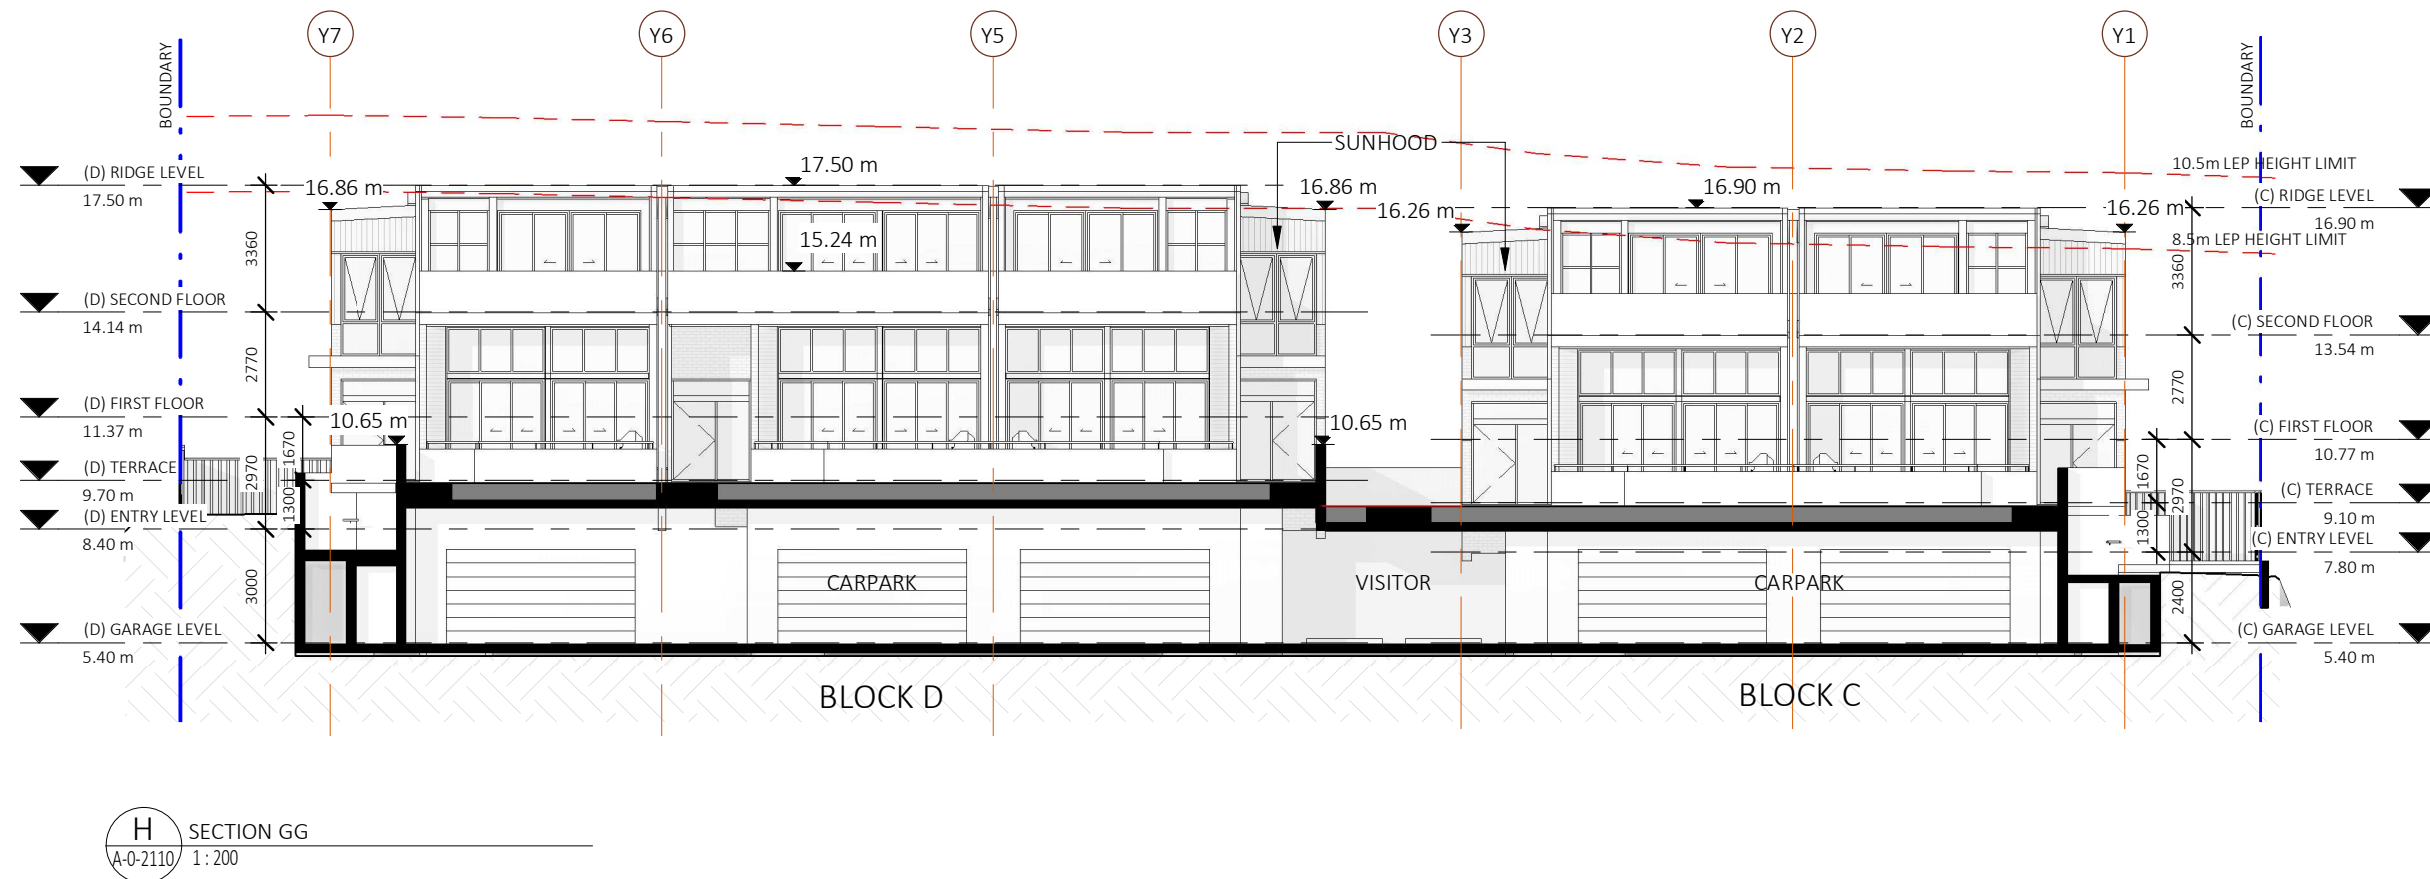 Y7
Y6
Y5
Y3
Y2
Y1
BOUNDARY
BOUNDARY
SUNHOOD
10.5m LEP HEIGHT LIMIT
8.5m LEP HEIGHT LIMIT
(D) RIDGE LEVEL
17.50 m
(D) SECOND FLOOR
14.14 m
(D) FIRST FLOOR
11.37 m
(D) TERRACE
9.70 m
(D) ENTRY LEVEL
8.40 m
(D) GARAGE LEVEL
5.40 m
3360
2770
2970
1670
1300
3000
16.86 m
17.50 m
15.24 m
10.65 m
16.86 m
16.26 m
10.65 m
16.90 m
16.26 m
(C) RIDGE LEVEL
16.90 m
(C) SECOND FLOOR
13.54 m
(C) FIRST FLOOR
10.77 m
(C) TERRACE
9.10 m
(C) ENTRY LEVEL
7.80 m
(C) GARAGE LEVEL
5.40 m
3360
2770
1670
2970
1300
2400
CARPARK
VISITOR
CARPARK
BLOCK D
BLOCK C
H
A-0-2110
SECTION GG
1 : 200